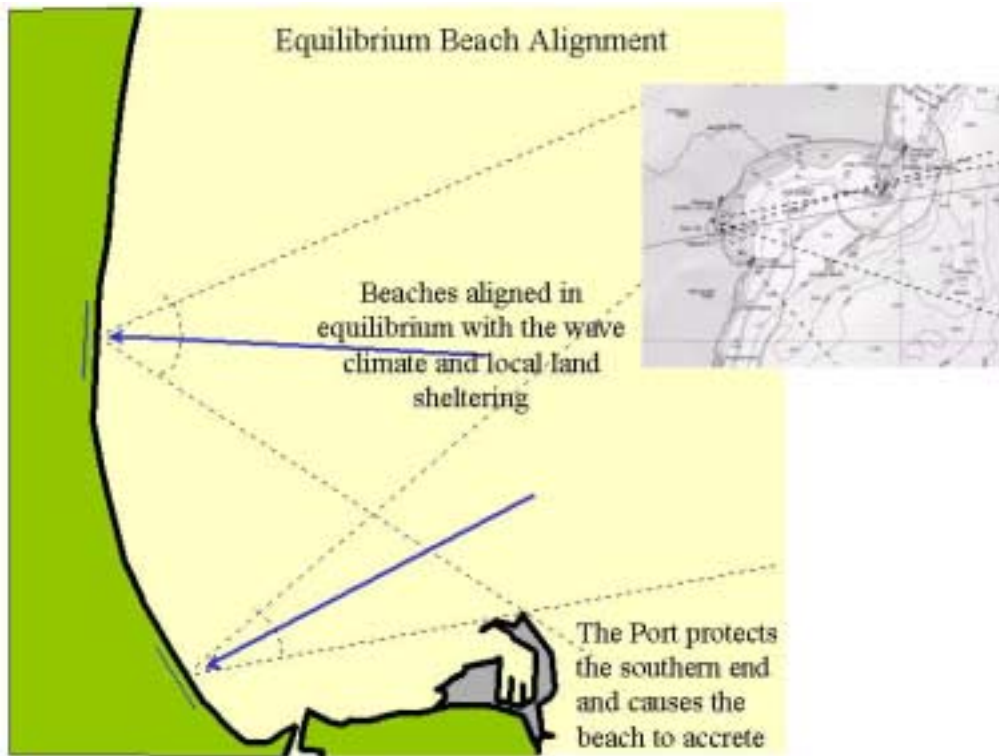 Equilibrium Beach Alignment
Beaches aligned in
equilibrium with the wave
climate and local land
sheltering
The Port protects
the southern end
and causes the
beach to accrete